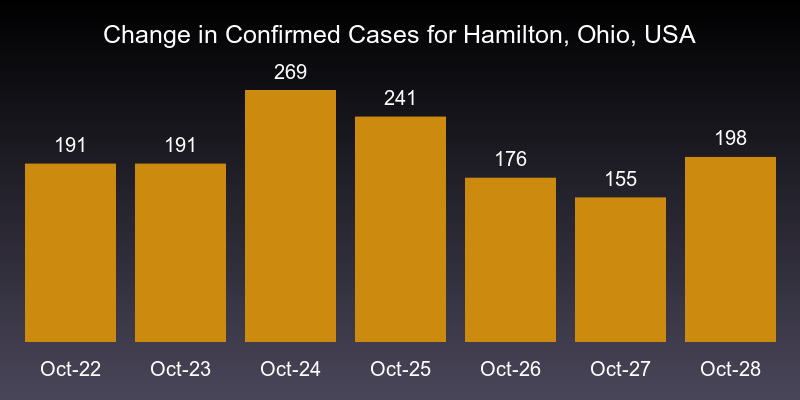 Change in Confirmed Cases for Hamilton, Ohio, USA
191
191
269
241
176
155
198
Oct-22
Oct-23
Oct-24
Oct-25
Oct-26
Oct-27
Oct-28